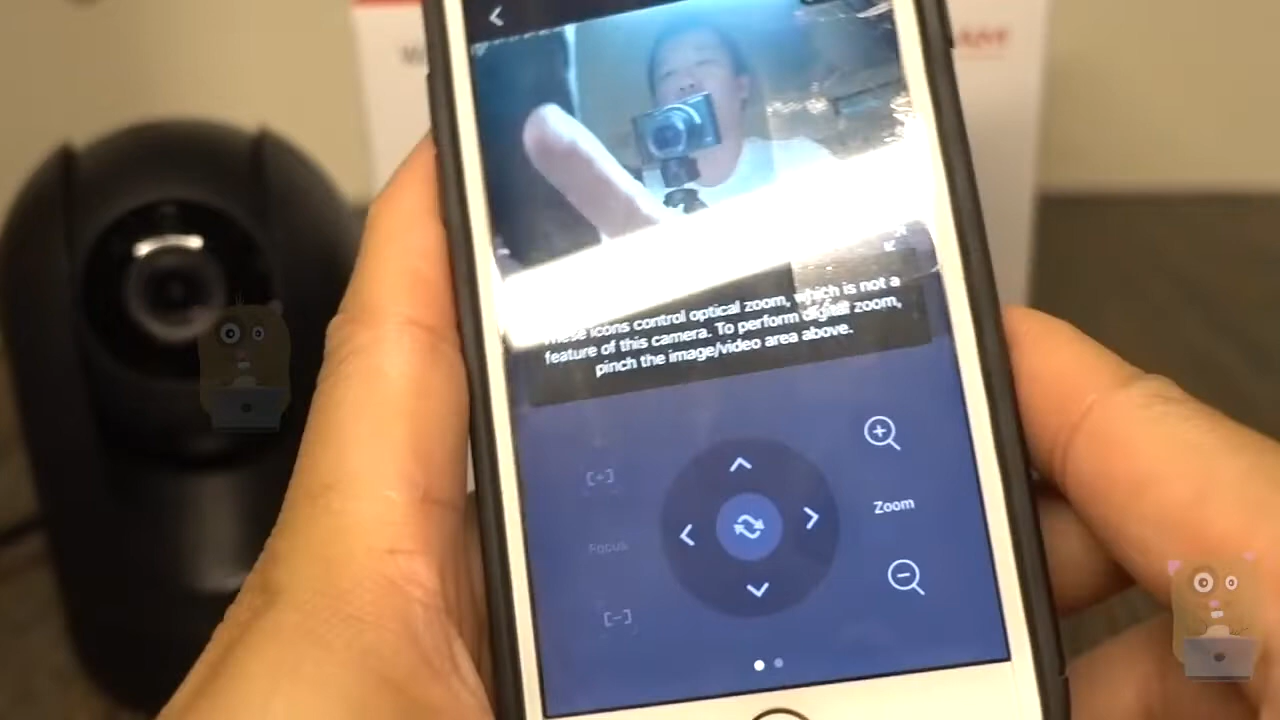 These icons control optical zoom, which is not a
feature of this camera. To perform digital zoom,
pinch the image/video area above.
[+]
Zoom
Focus
[-]